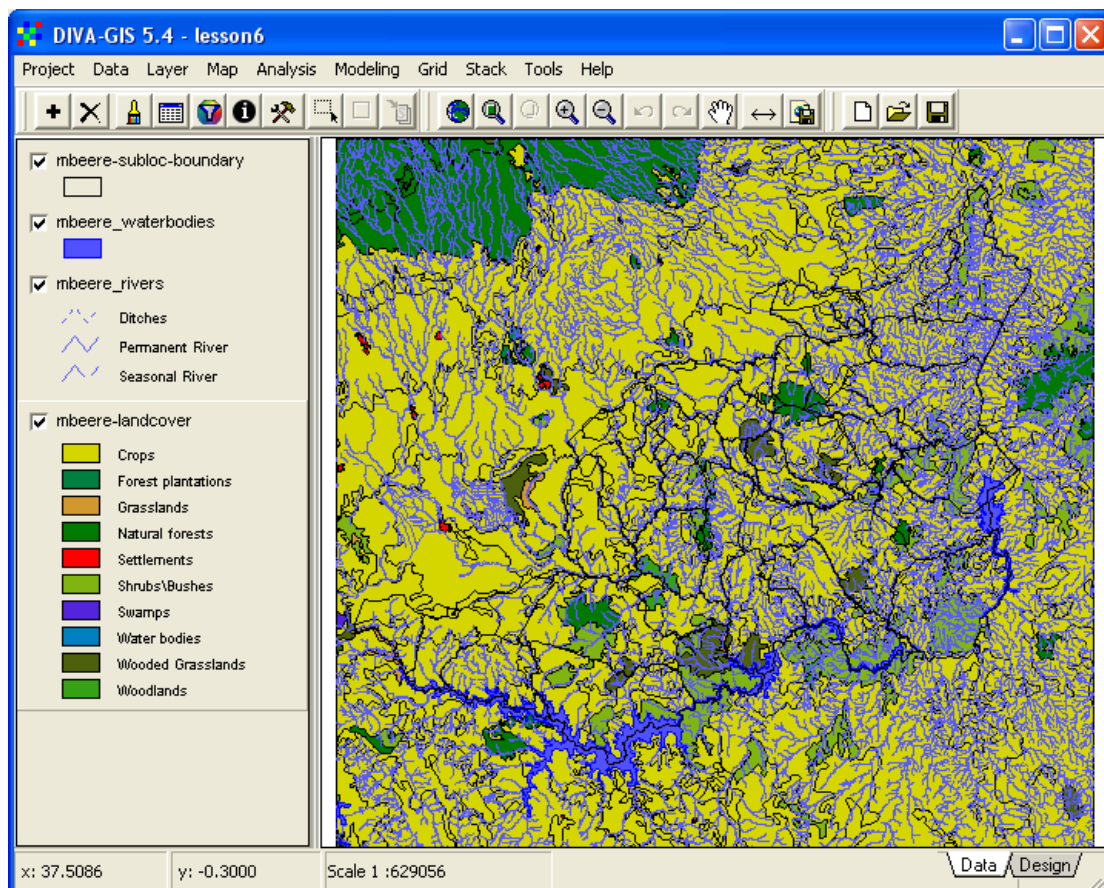 DIVA-GIS 5.4 - lesson6
Project Data Layer Map Analysis Modeling Grid Stack Tools Help
mbeere-subloc-boundary
mbeere_waterbodies
mbeere_rivers
Ditches
Permanent River
Seasonal River
mbeere-landcover
Crops
Forest plantations
Grasslands
Natural forests
Settlements
Shrubs\Bushes
Swamps
Water bodies
Wooded Grasslands
Woodlands
x: 37.5086 y: -0.3000 Scale 1 :629056 Data Design